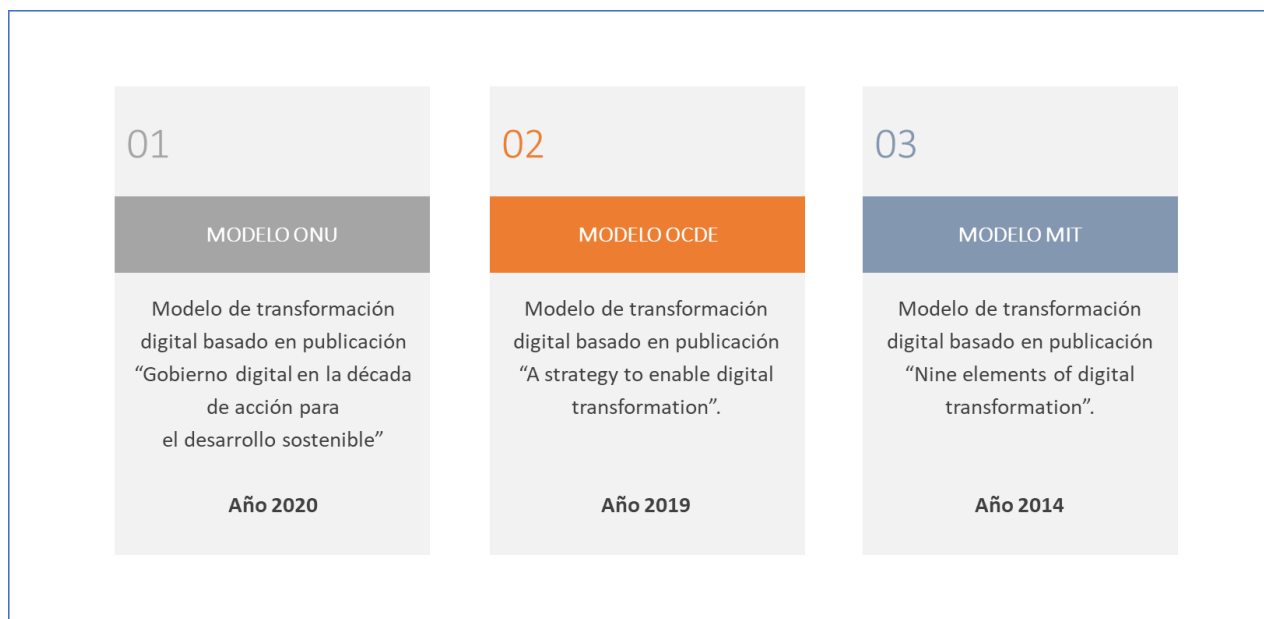 01
MODELO ONU
Modelo de transformación
digital basado en publicación
“Gobierno digital en la década
de acción para
el desarrollo sostenible”
Año 2020
02
MODELO OCDE
Modelo de transformación
digital basado en publicación
“A strategy to enable digital
transformation”.
Año 2019
03
MODELO MIT
Modelo de transformación
digital basado en publicación
“Nine elements of digital
transformation”.
Año 2014